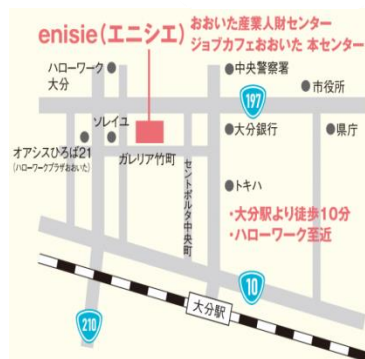 enisie(エニシエ)
おおいた産業人財センター
ジョブカフェおおいた 本センター
ハローワーク
大分
中央警察署
市役所
197
ソレイユ
大分銀行
県庁
オアシスひろば21
(ハローワークプラザおおいた)
ガレリア竹町
セントポルタ中央町
トキハ
・大分駅より徒歩10分
・ハローワーク至近
10
大分駅
210